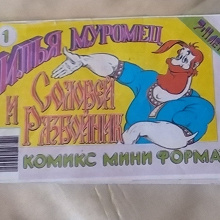 1
ИЛЬЯ МУРОМЕЦ
И СОЛОВЕЙ
РАЗБОЙНИК
КОМИКС МИНИ ФОРМАТ